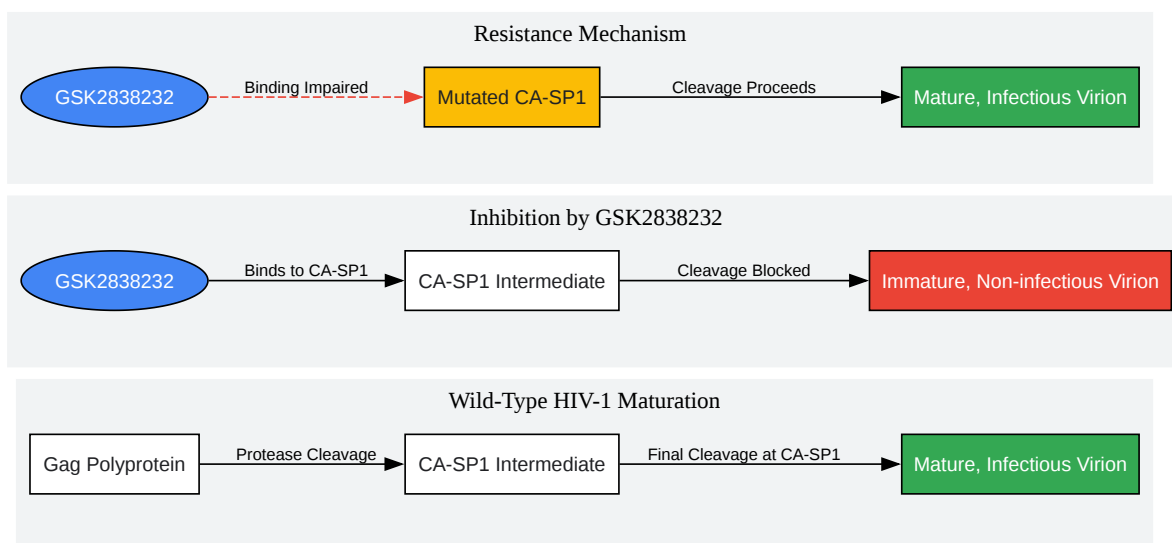 Resistance Mechanism
GSK2838232
Binding Impaired
Mutated CA-SP1
Cleavage Proceeds
Mature, Infectious Virion
Inhibition by GSK2838232
GSK2838232
Binds to CA-SP1
CA-SP1 Intermediate
Cleavage Blocked
Immature, Non-infectious Virion
Wild-Type HIV-1 Maturation
Gag Polyprotein
Protease Cleavage
CA-SP1 Intermediate
Final Cleavage at CA-SP1
Mature, Infectious Virion